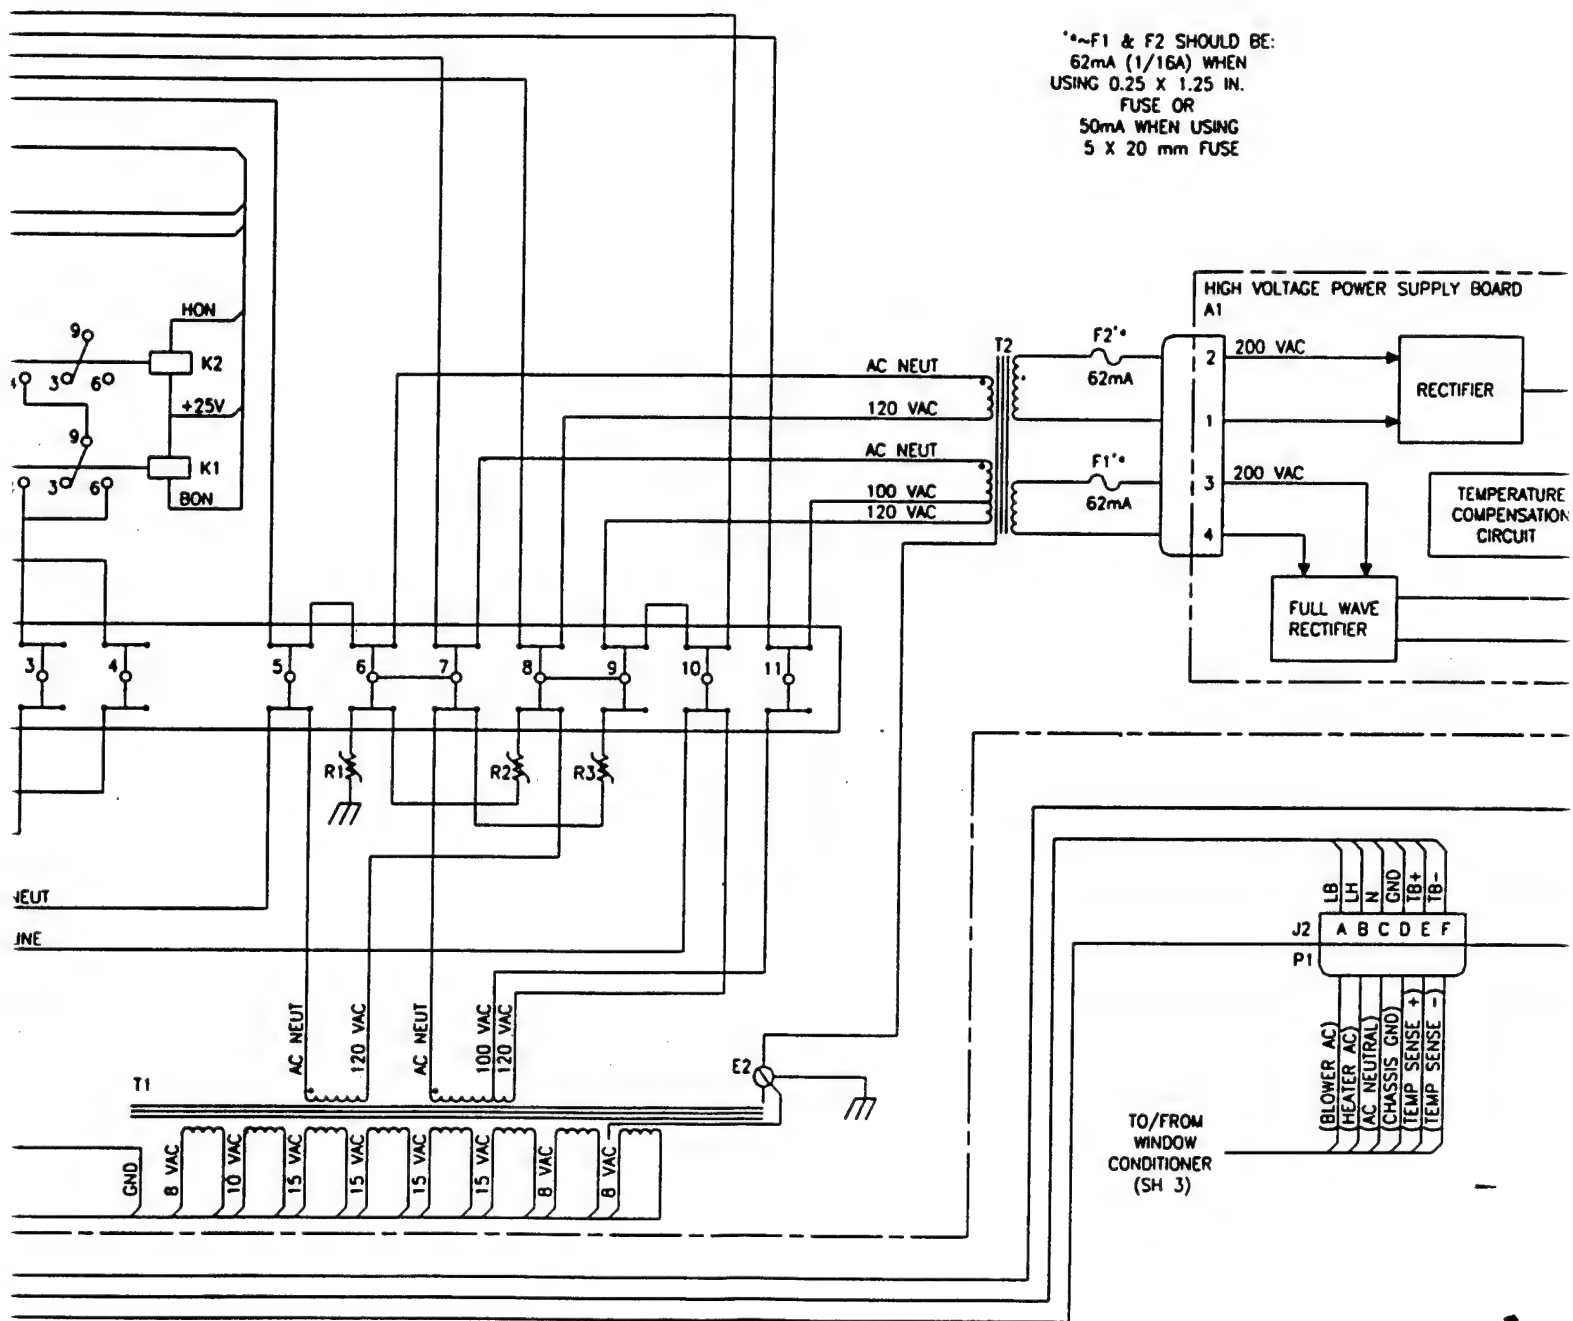 '*~F1 & F2 SHOULD BE:
62mA (1/16A) WHEN
USING 0.25 X 1.25 IN.
FUSE OR
50mA WHEN USING
5 X 20 mm FUSE
HIGH VOLTAGE POWER SUPPLY BOARD
A1
HON
9
K2
3
6
+25V
9
K1
3
6
BON
T2
F2'*
62mA
2
200 VAC
RECTIFIER
AC NEUT
120 VAC
1
AC NEUT
100 VAC
120 VAC
F1'*
62mA
3
200 VAC
4
TEMPERATURE
COMPENSATION
CIRCUIT
FULL WAVE
RECTIFIER
3
4
5
6
7
8
9
10
11
R1
R2
R3
NEUT
INE
AC NEUT
120 VAC
AC NEUT
100 VAC
120 VAC
T1
E2
GND
8 VAC
10 VAC
15 VAC
15 VAC
15 VAC
15 VAC
8 VAC
8 VAC
LB
LH
N
GND
TB+
TB-
J2
A B C D E F
P1
(BLOWER AC)
(HEATER AC)
(AC NEUTRAL)
(CHASSIS GND)
(TEMP SENSE +)
(TEMP SENSE -)
TO/FROM
WINDOW
CONDITIONER
(SH 3)